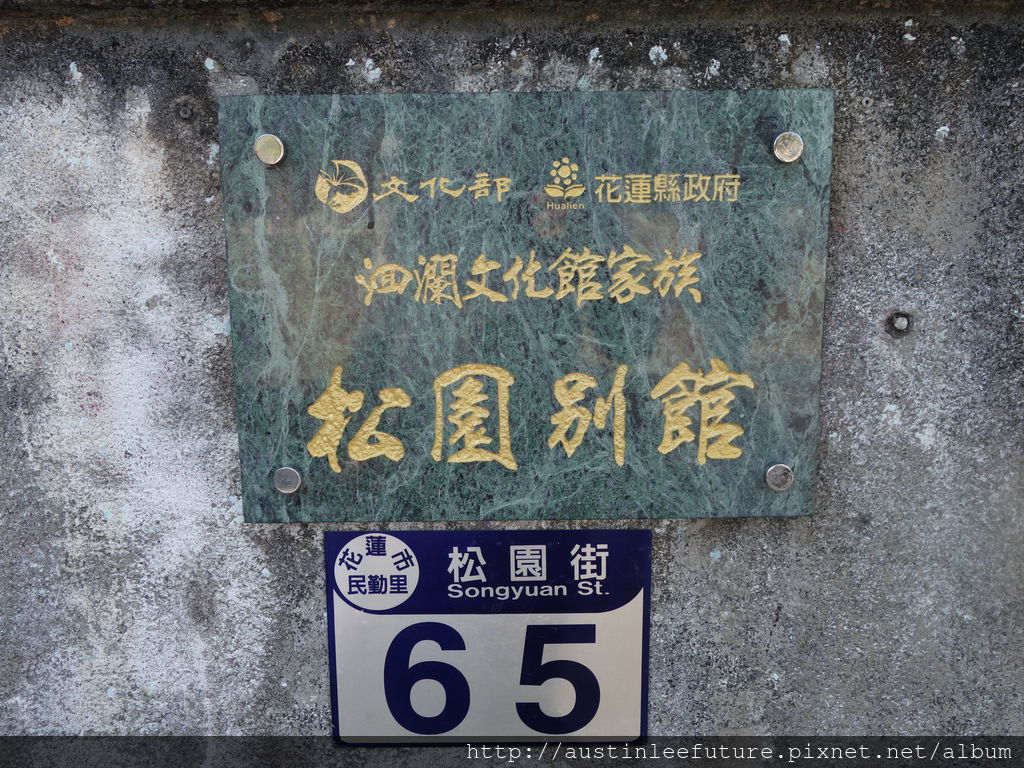 文化部 Hualien 花蓮縣政府
洄瀾文化館家族
松園別館
花蓮市
民勤里
松園街
Songyuan St.
65
http://austinleefuture.pixnet.net/album